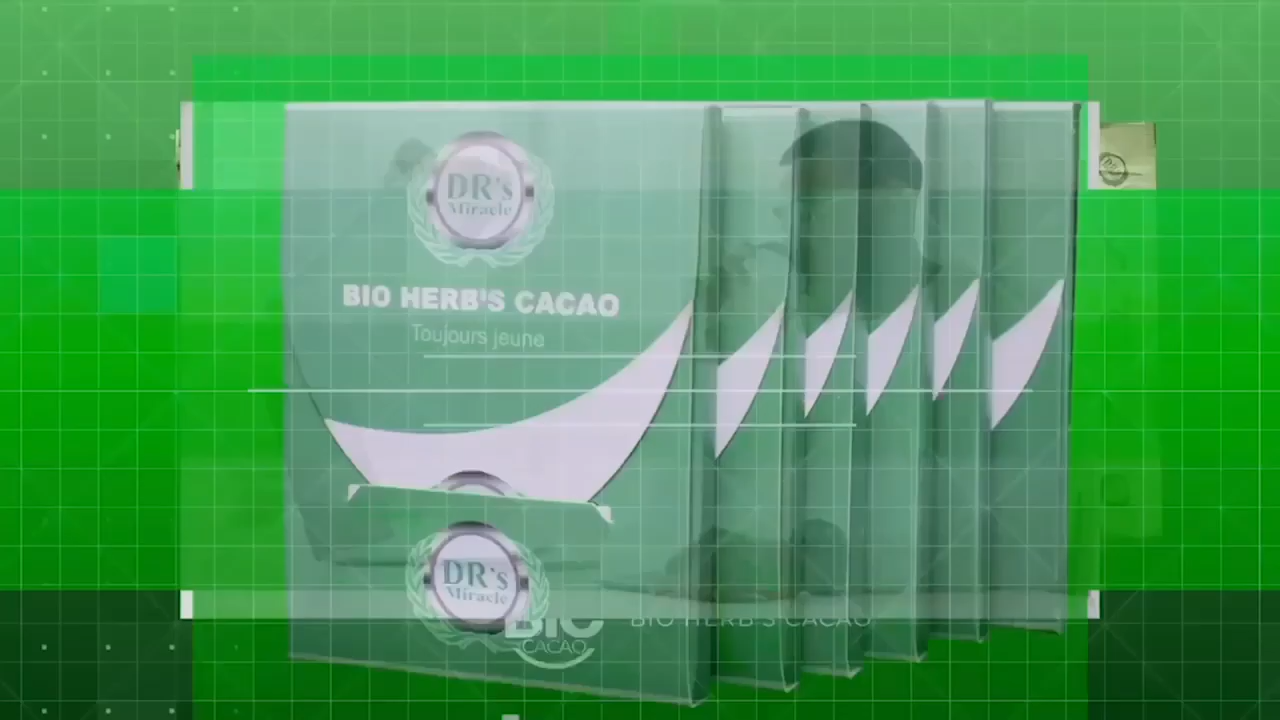 DR's
Miracle
BIO HERB'S CACAO
Toujours jeune
DR's
Miracle
BIO
CACAO
BIO HERB'S CACAO